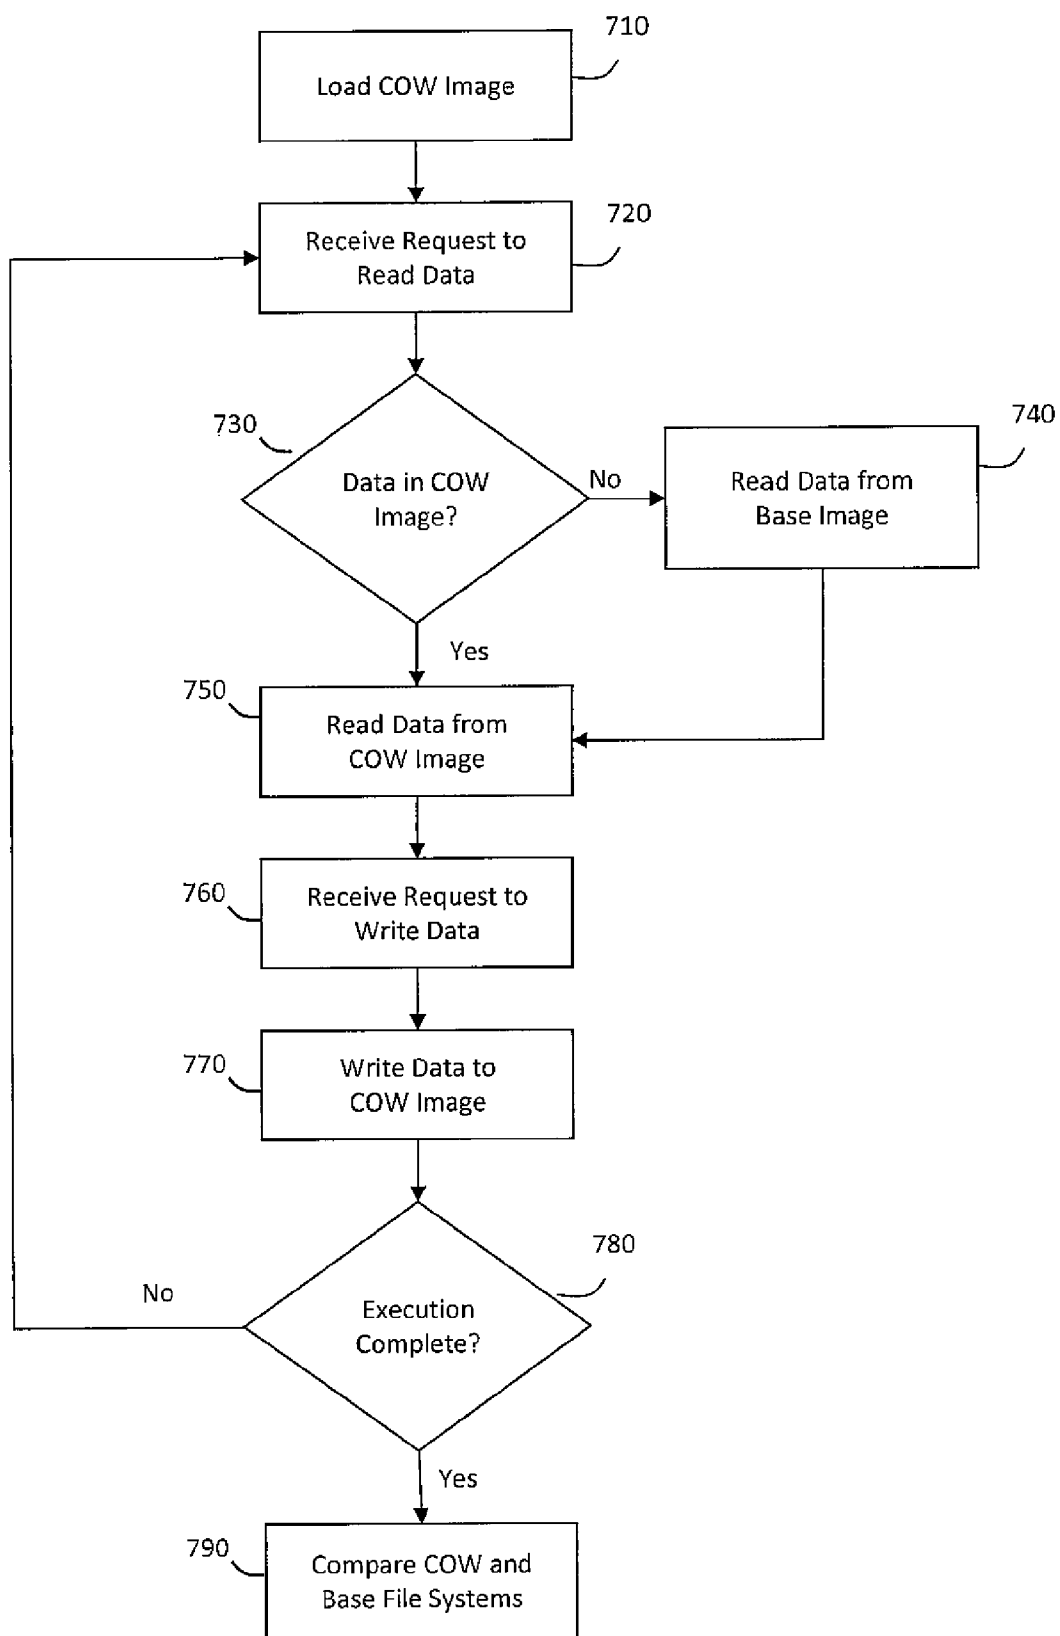 710
Load COW Image
720
Receive Request to
Read Data
730
Data in COW
Image?
No
740
Read Data from
Base Image
Yes
750
Read Data from
COW Image
760
Receive Request to
Write Data
770
Write Data to
COW Image
780
Execution
Complete?
No
Yes
790
Compare COW and
Base File Systems